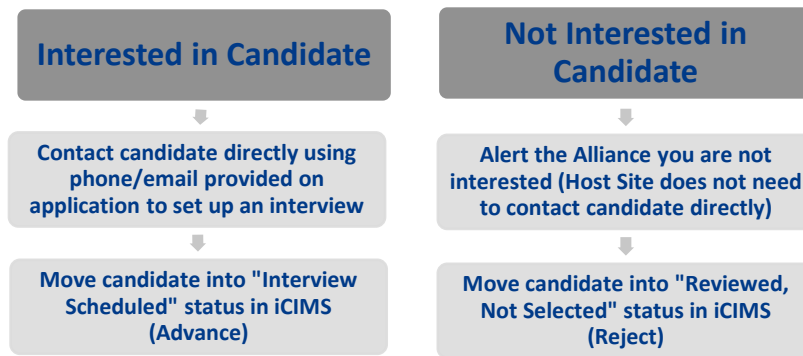 Interested in Candidate
Contact candidate directly using
phone/email provided on
application to set up an interview
Move candidate into "Interview
Scheduled" status in iCIMS
(Advance)
Not Interested in
Candidate
Alert the Alliance you are not
interested (Host Site does not need
to contact candidate directly)
Move candidate into "Reviewed,
Not Selected" status in iCIMS
(Reject)